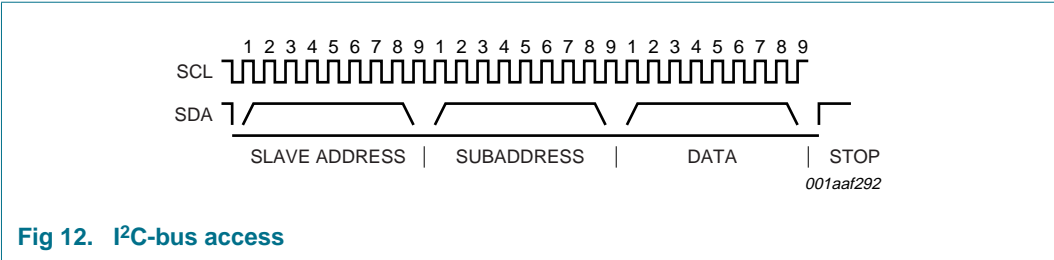 1 2 3 4 5 6 7 8 9 1 2 3 4 5 6 7 8 9 1 2 3 4 5 6 7 8 9
SCL
SDA
SLAVE ADDRESS | SUBADDRESS | DATA | STOP
001aaf292
Fig 12. I²C-bus access